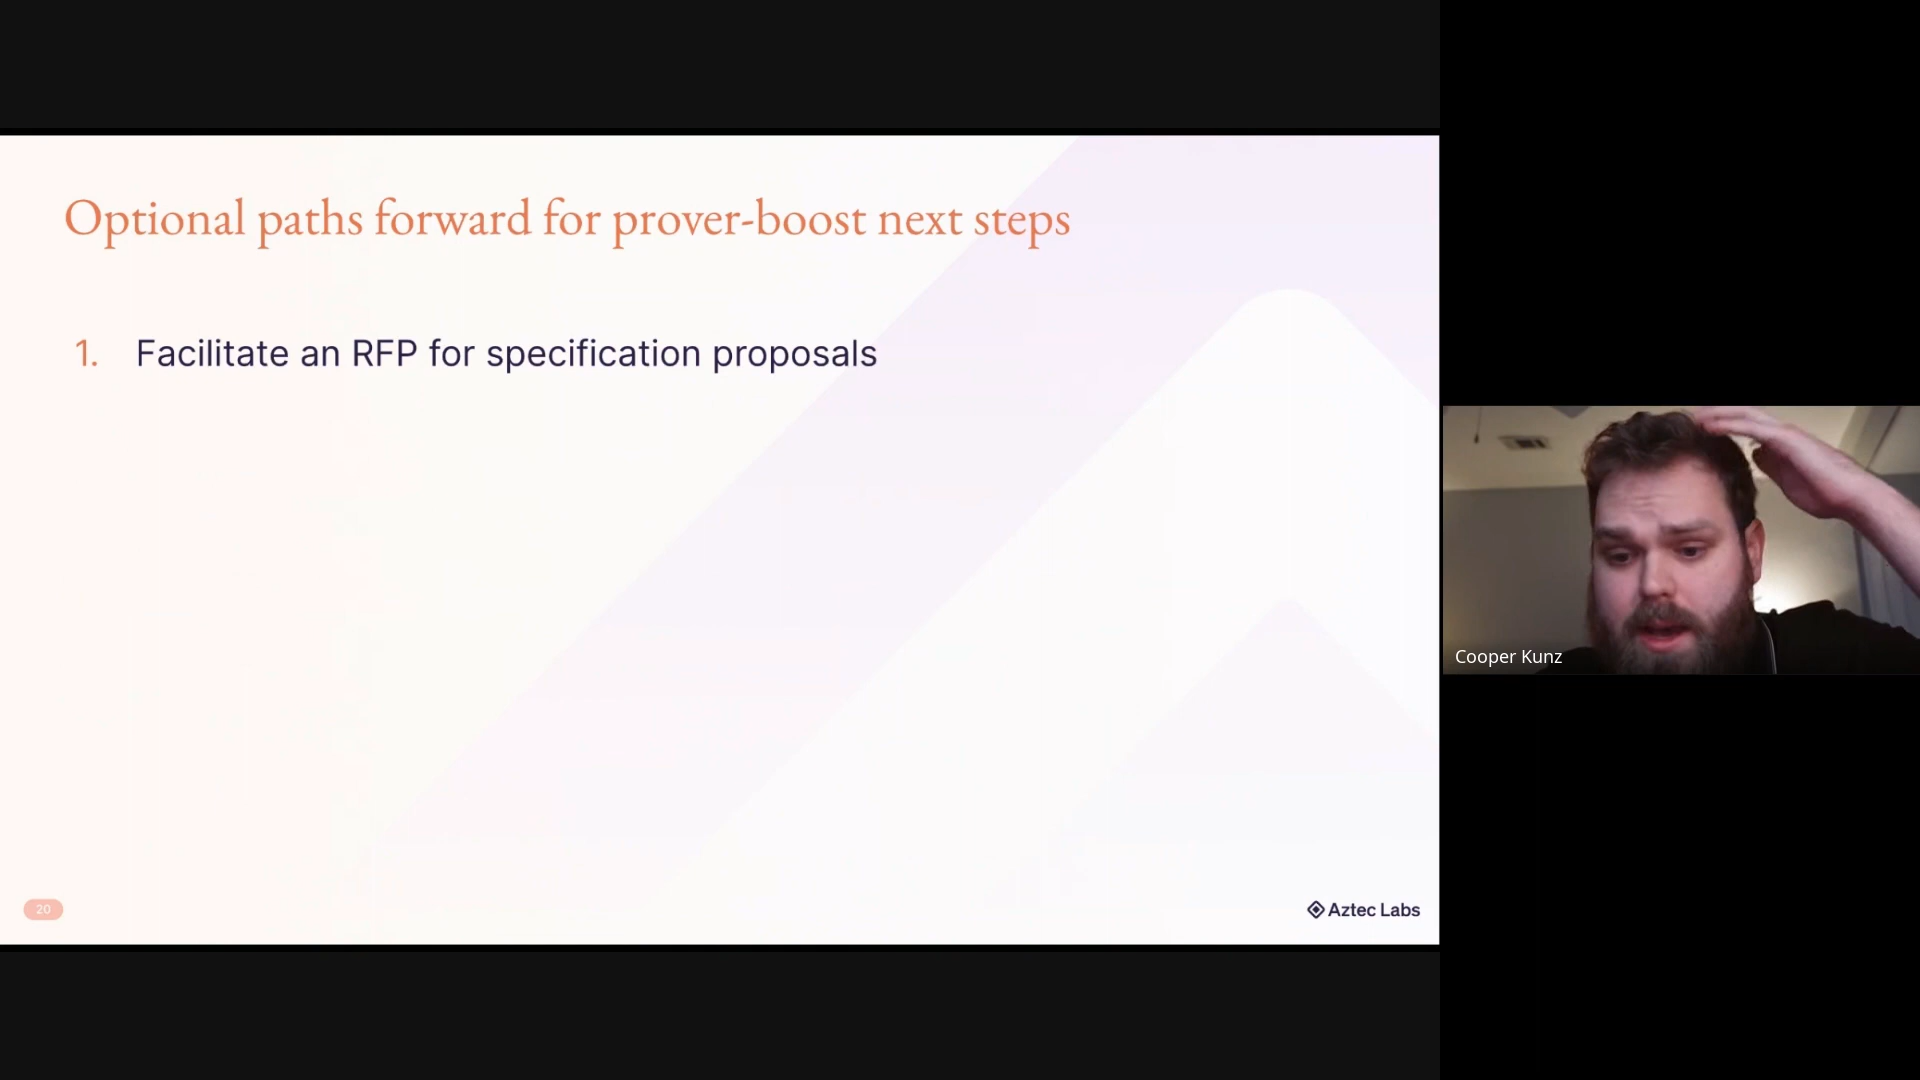 Optional paths forward for prover-boost next steps
1. Facilitate an RFP for specification proposals
Cooper Kunz
20
Aztec Labs